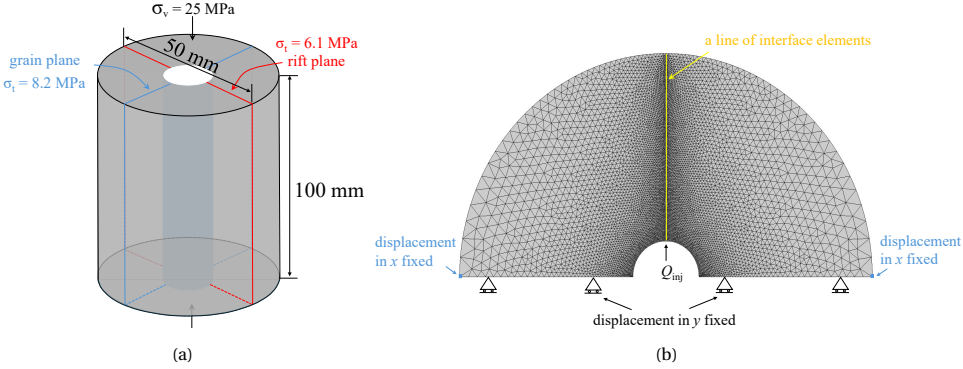 σv = 25 MPa
50 mm
σt = 6.1 MPa
rift plane
grain plane
σt = 8.2 MPa
100 mm
(a)
a line of interface elements
displacement
in x fixed
displacement
in x fixed
Qinj
displacement in y fixed
(b)